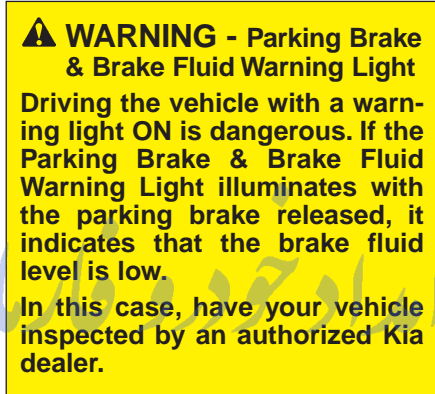 WARNING - Parking Brake
& Brake Fluid Warning Light
Driving the vehicle with a warn-
ing light ON is dangerous. If the
Parking Brake & Brake Fluid
Warning Light illuminates with
the parking brake released, it
indicates that the brake fluid
level is low.
In this case, have your vehicle
inspected by an authorized Kia
dealer.